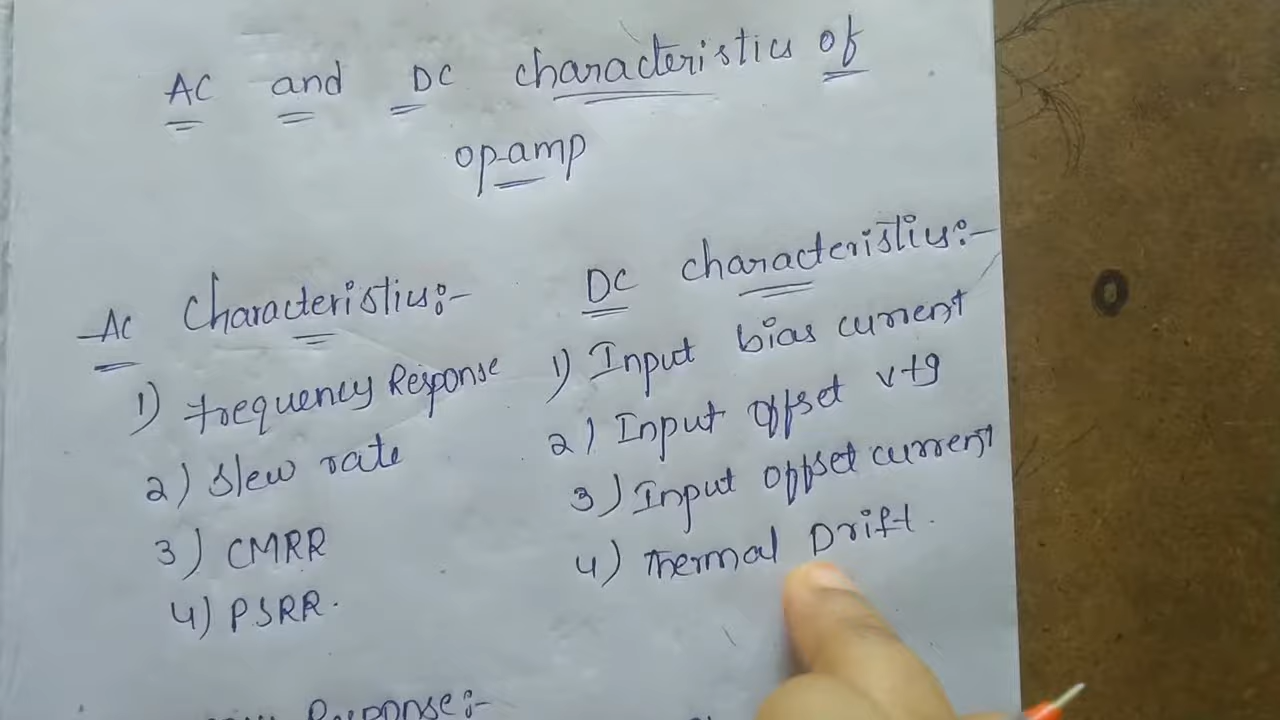 AC and DC characteristics of
op-amp
AC characteristics:-
1) frequency Response
2) slew rate
3) CMRR
4) PSRR.
DC characteristics:-
1) Input bias current
2) Input offset vtg
3) Input offset current
4) Thermal Drift.
Response:-